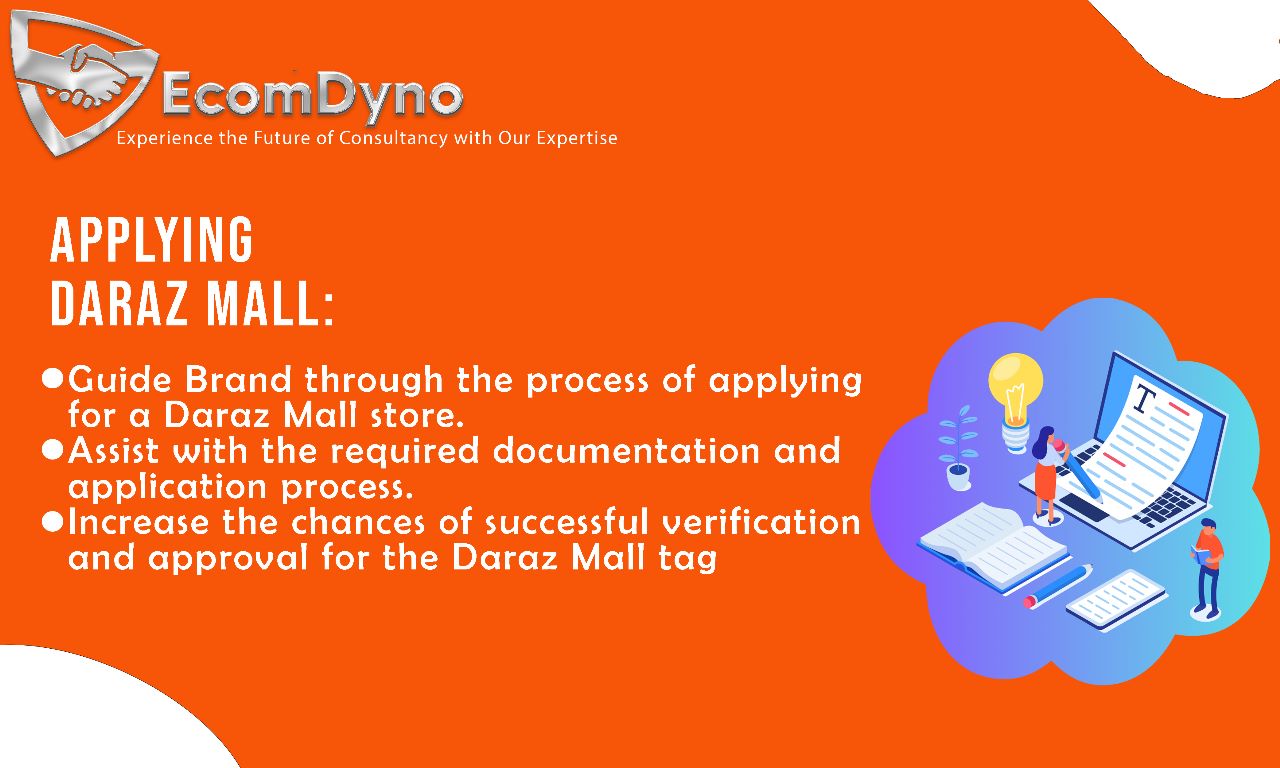 EcomDyno
Experience the Future of Consultancy with Our Expertise
APPLYING
DARAZ MALL:
●Guide Brand through the process of applying
for a Daraz Mall store.
●Assist with the required documentation and
application process.
●Increase the chances of successful verification
and approval for the Daraz Mall tag
T